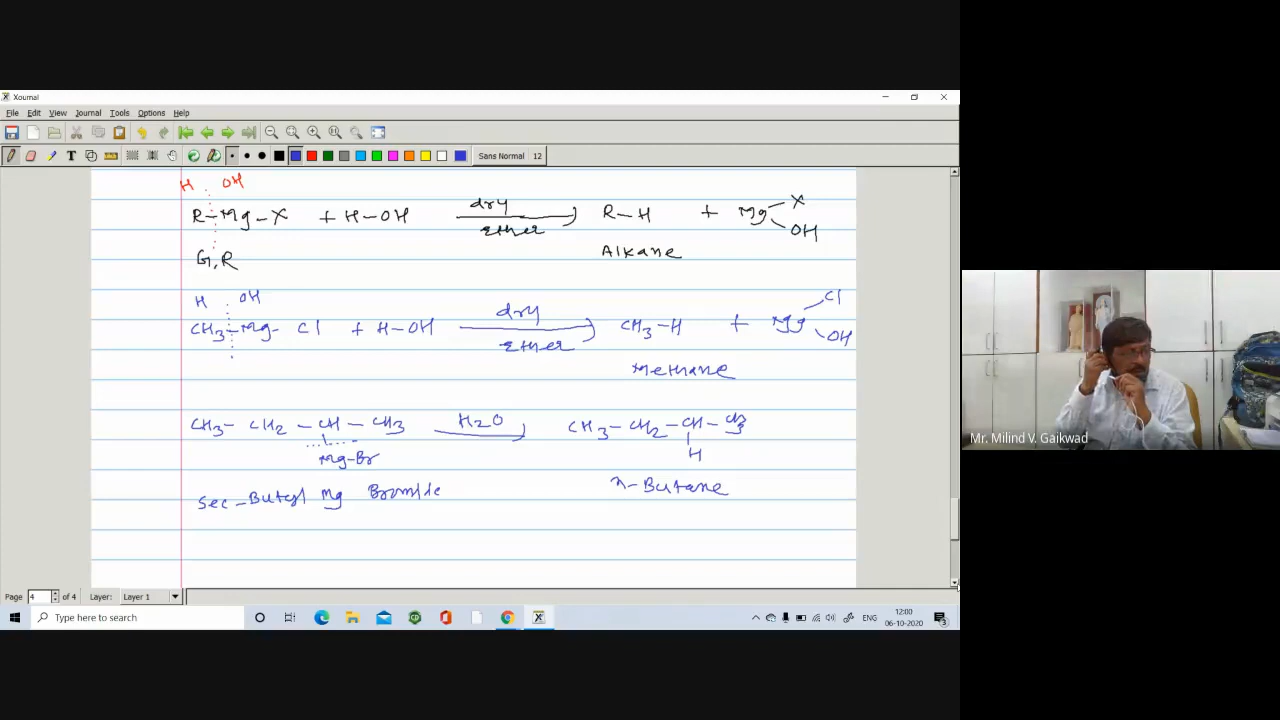 Xournal
File Edit View Journal Tools Options Help
Sans Normal 12
H OH
R-Mg-X + H-OH dry Ether R-H + Mg X OH
G.R Alkane
H OH
CH3-Mg-Cl + H-OH dry Ether CH3-H + Mg Cl OH
Methane
CH3-CH2-CH-CH3 H2O CH3-CH2-CH-CH3
Mg-Br H
Sec-Butyl Mg Bromide n-Butane
Mr. Milind V. Gaikwad
Page 4 of 4 Layer: Layer 1
Type here to search
ENG
12:00
06-10-2020
3